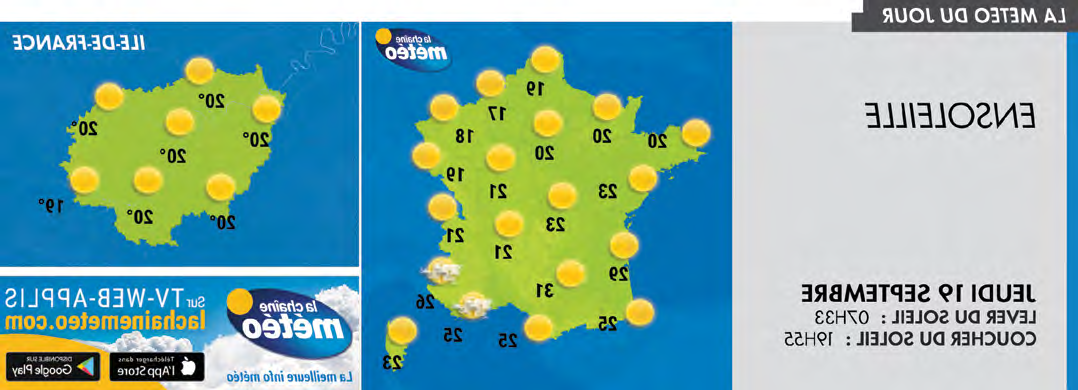 LA METEO DU JOUR
ENSOLEILLE
JEUDI 19 SEPTEMBRE
LEVER DU SOLEIL : 07H33
COUCHER DU SOLEIL : 19H55
la chaîne
météo
19
17
20 20 18
20
19
23 21
23
21
21
29
31
26
25
25 25
23
ILE-DE-FRANCE
20°
20° 20°
20°
19°
20° 20°
la chaîne
météo
La meilleure info météo
sur TV-WEB-APPLIS
lachainemeteo.com
Télécharger dans
l'App Store
DISPONIBLE SUR
Google Play